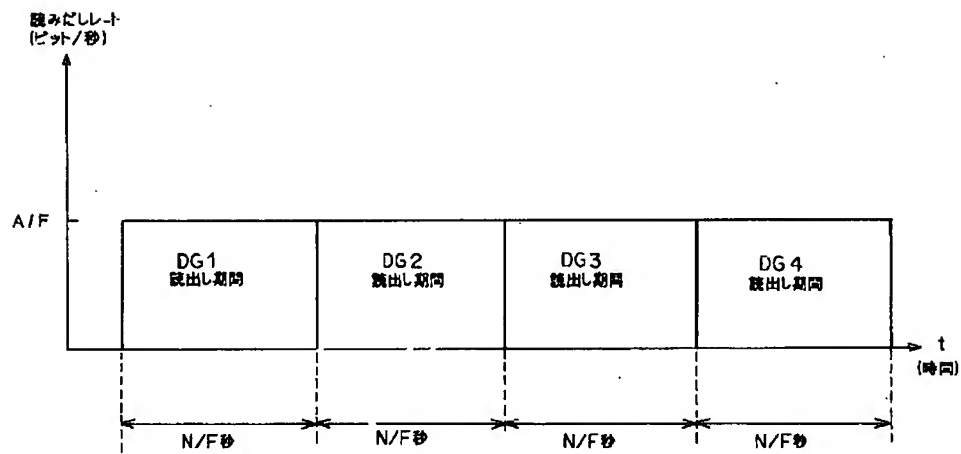 読みだしレート
(ビット/秒)
A/F
DG1
読出し期間
DG2
読出し期間
DG3
読出し期間
DG4
読出し期間
t
(時間)
N/F秒
N/F秒
N/F秒
N/F秒